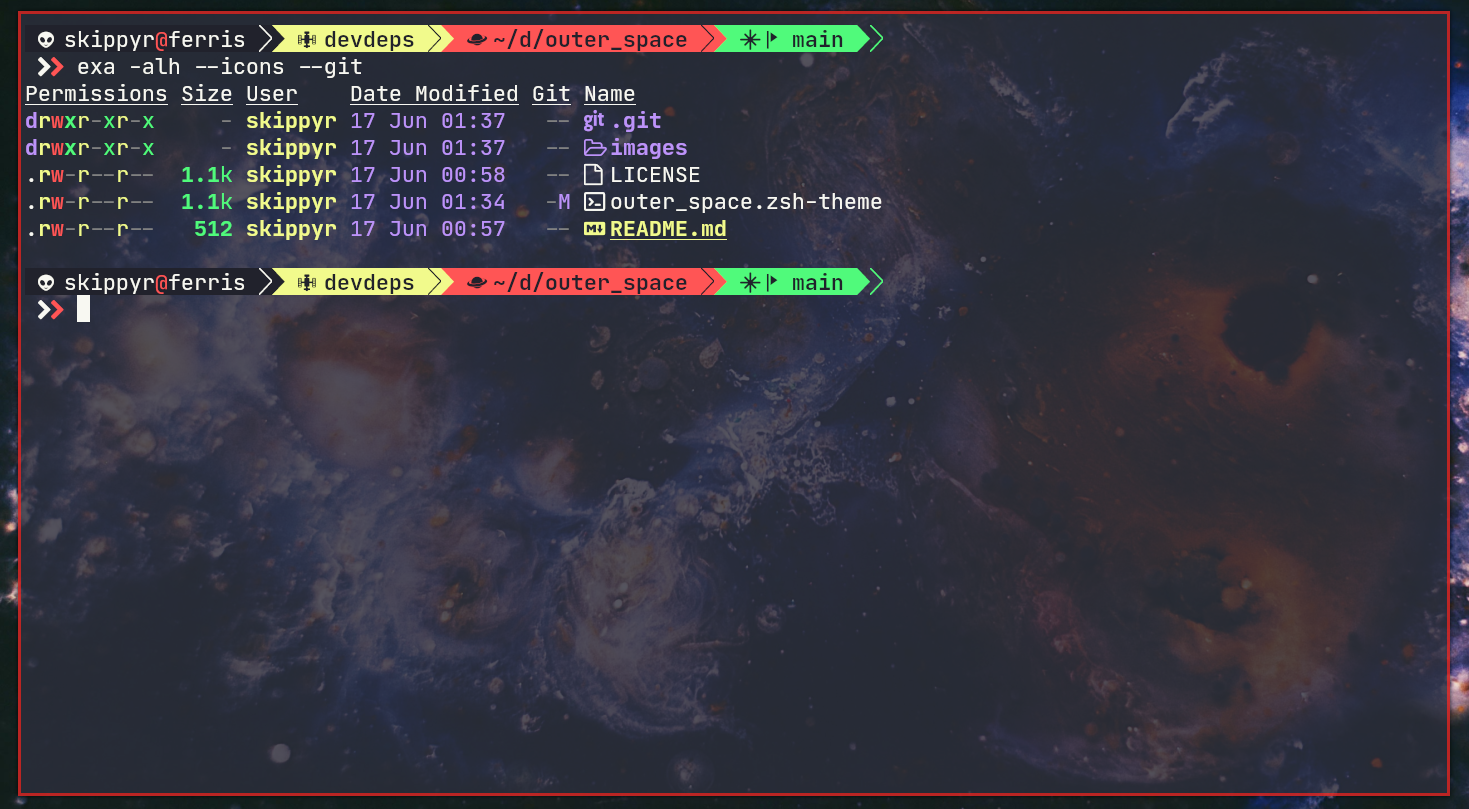 skippyr@ferris devdeps ~/d/outer_space main
exa -alh --icons --git
Permissions Size User Date Modified Git Name
drwxr-xr-x - skippyr 17 Jun 01:37 -- git .git
drwxr-xr-x - skippyr 17 Jun 01:37 -- images
.rw-r--r-- 1.1k skippyr 17 Jun 00:58 -- LICENSE
.rw-r--r-- 1.1k skippyr 17 Jun 01:34 -M outer_space.zsh-theme
.rw-r--r-- 512 skippyr 17 Jun 00:57 -- README.md
skippyr@ferris devdeps ~/d/outer_space main